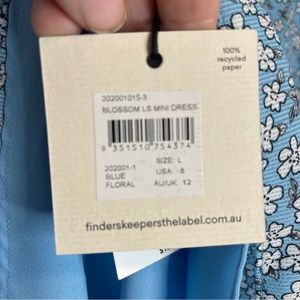 100%
recycled
paper
202001015-3
BLOSSOM LS MINI DRESS
9 351510 754374
202001-1
BLUE
FLORAL
SIZE: L
USA: 8
AU/UK: 12
finderskeepersthelabel.com.au